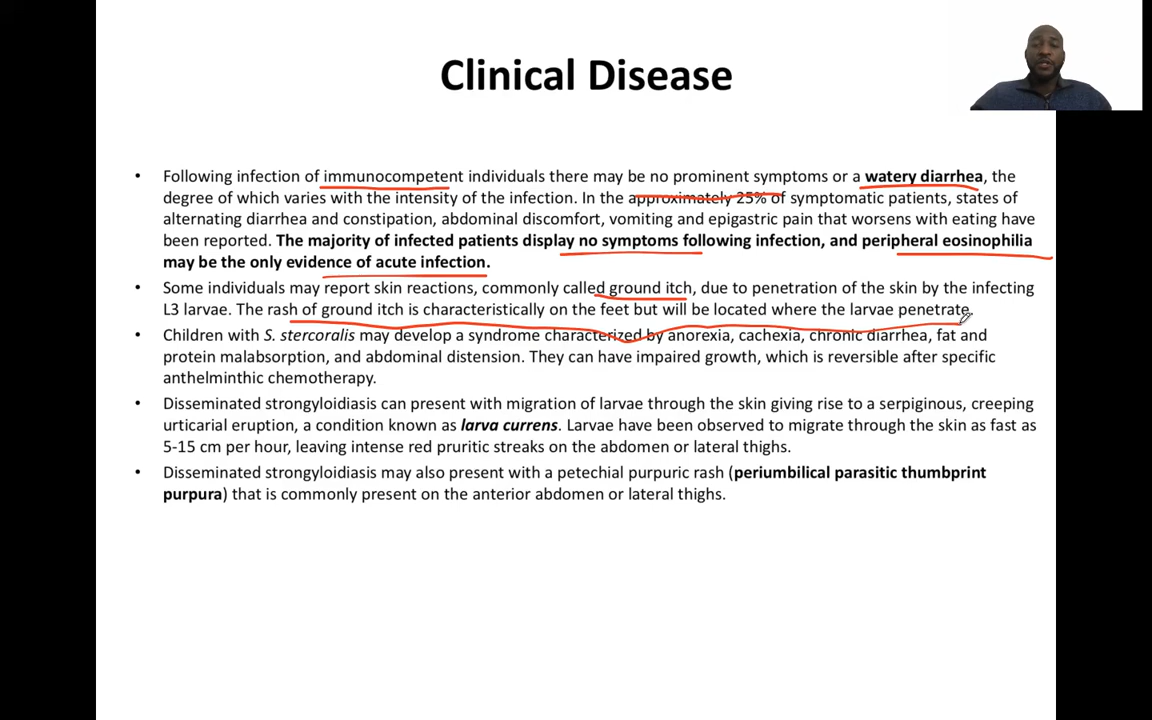 Clinical Disease
• Following infection of immunocompetent individuals there may be no prominent symptoms or a watery diarrhea, the
degree of which varies with the intensity of the infection. In the approximately 25% of symptomatic patients, states of
alternating diarrhea and constipation, abdominal discomfort, vomiting and epigastric pain that worsens with eating have
been reported. The majority of infected patients display no symptoms following infection, and peripheral eosinophilia
may be the only evidence of acute infection.
• Some individuals may report skin reactions, commonly called ground itch, due to penetration of the skin by the infecting
L3 larvae. The rash of ground itch is characteristically on the feet but will be located where the larvae penetrate.
• Children with S. stercoralis may develop a syndrome characterized by anorexia, cachexia, chronic diarrhea, fat and
protein malabsorption, and abdominal distension. They can have impaired growth, which is reversible after specific
anthelminthic chemotherapy.
• Disseminated strongyloidiasis can present with migration of larvae through the skin giving rise to a serpiginous, creeping
urticarial eruption, a condition known as larva currens. Larvae have been observed to migrate through the skin as fast as
5-15 cm per hour, leaving intense red pruritic streaks on the abdomen or lateral thighs.
• Disseminated strongyloidiasis may also present with a petechial purpuric rash (periumbilical parasitic thumbprint
purpura) that is commonly present on the anterior abdomen or lateral thighs.